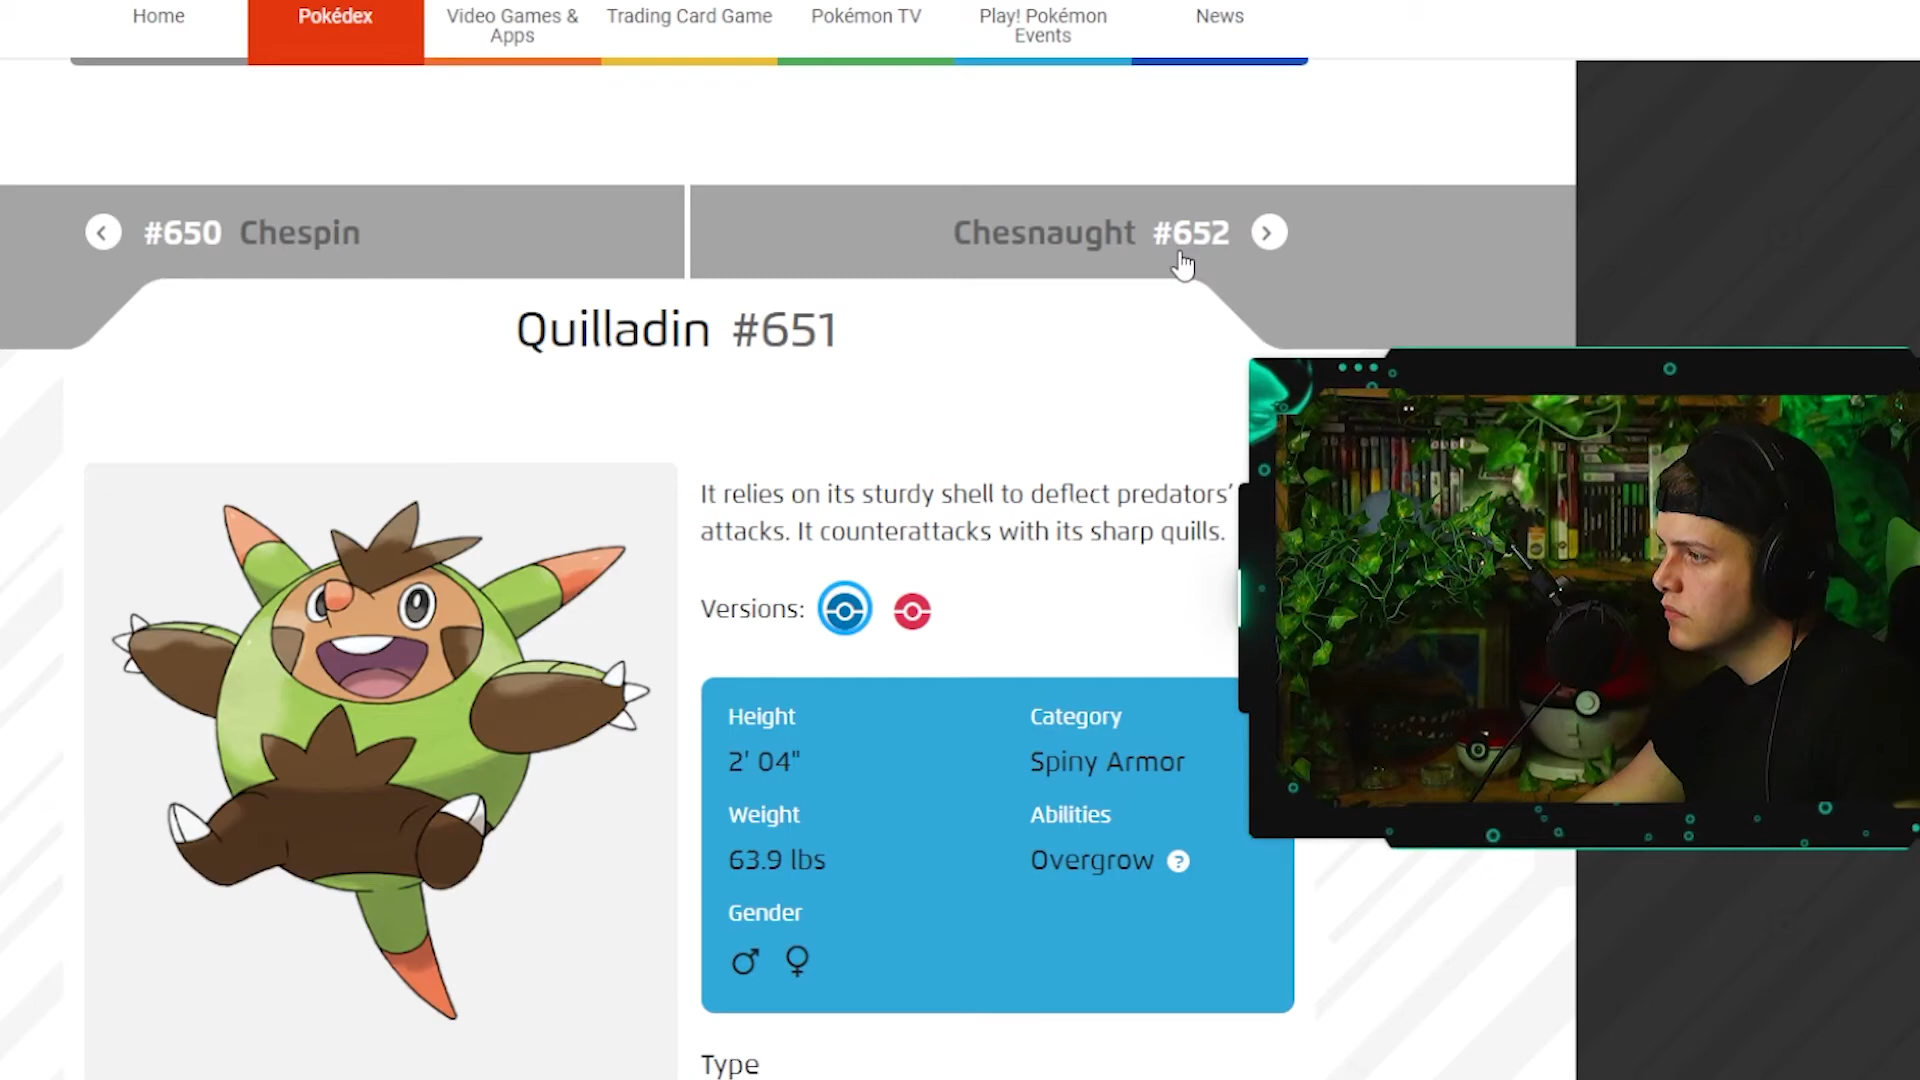 Home
Pokédex
Video Games &
Apps
Trading Card Game
Pokémon TV
Play! Pokémon
Events
News
#650 Chespin
Chesnaught #652
Quilladin #651
It relies on its sturdy shell to deflect predators’
attacks. It counterattacks with its sharp quills.
Versions:
Height
2' 04"
Category
Spiny Armor
Weight
63.9 lbs
Abilities
Overgrow ?
Gender
Type